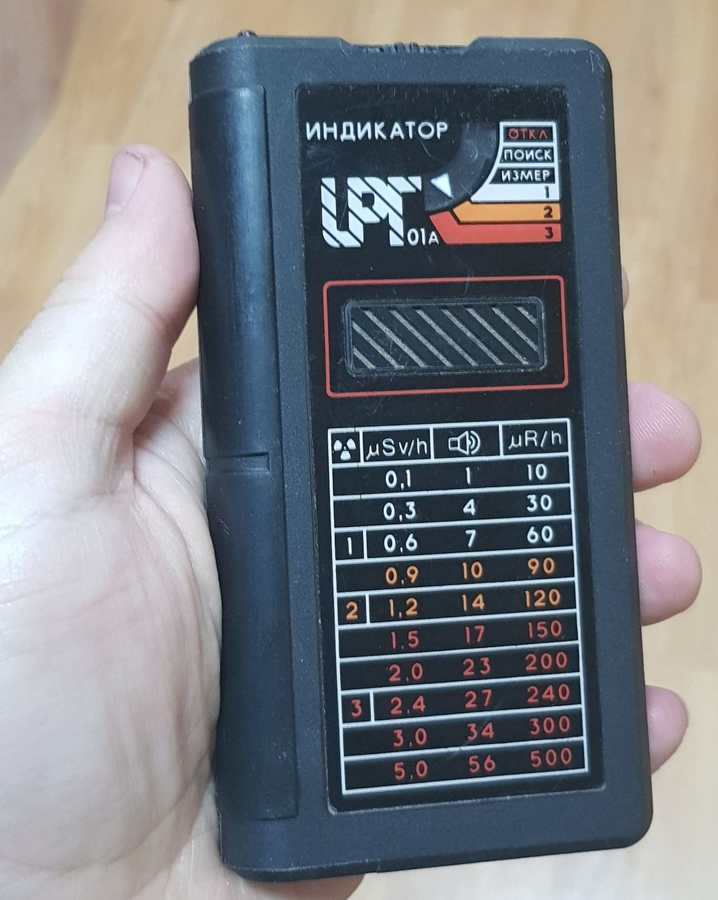 ИНДИКАТОР
ИРГ 01А
ОТКЛ
ПОИСК
ИЗМЕР
1
2
3
μSv/h μR/h
0,1 1 10
0,3 4 30
1 0,6 7 60
0,9 10 90
2 1,2 14 120
1,5 17 150
2,0 23 200
3 2,4 27 240
3,0 34 300
5,0 56 500